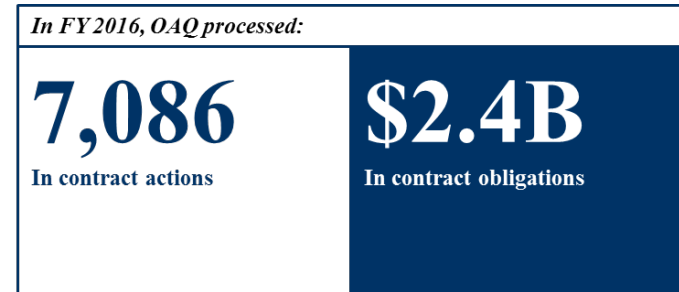 In FY 2016, OAQ processed:
7,086
In contract actions
$2.4B
In contract obligations